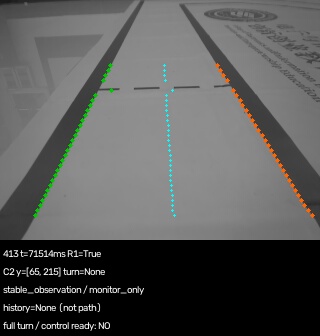 413 t=71514ms R1=True
C2 y=[65, 215] turn=None
stable_observation / monitor_only
history=None (not path)
full turn / control ready: NO